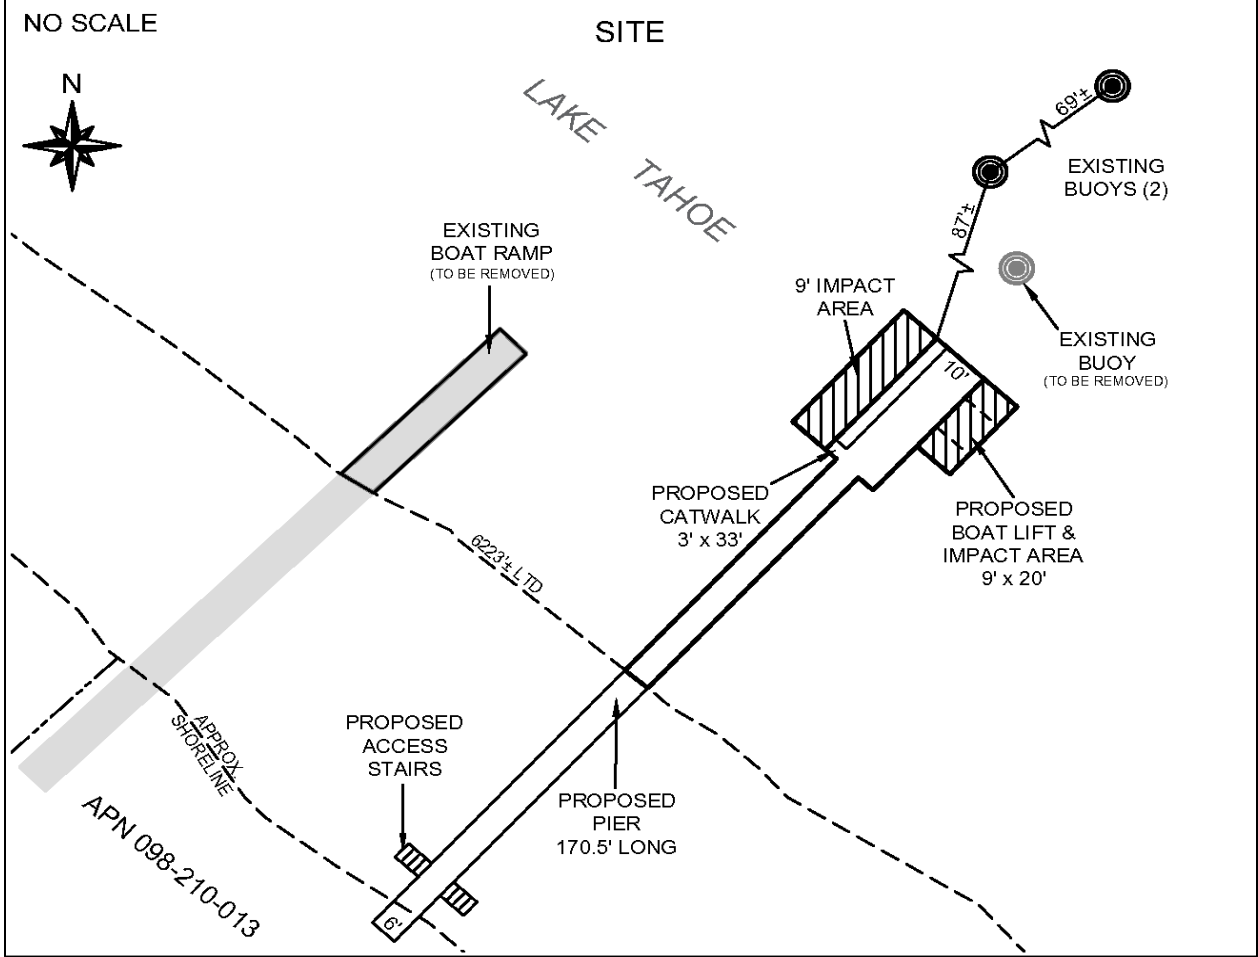 NO SCALE
SITE
N
LAKE TAHOE
69'±
EXISTING
BUOYS (2)
87'±
EXISTING
BOAT RAMP
(TO BE REMOVED)
9' IMPACT
AREA
EXISTING
BUOY
(TO BE REMOVED)
10'
PROPOSED
CATWALK
3' x 33'
PROPOSED
BOAT LIFT &
IMPACT AREA
9' x 20'
6223'± LTD
APPROX.
SHORELINE
PROPOSED
ACCESS
STAIRS
PROPOSED
PIER
170.5' LONG
APN 098-210-013
6'